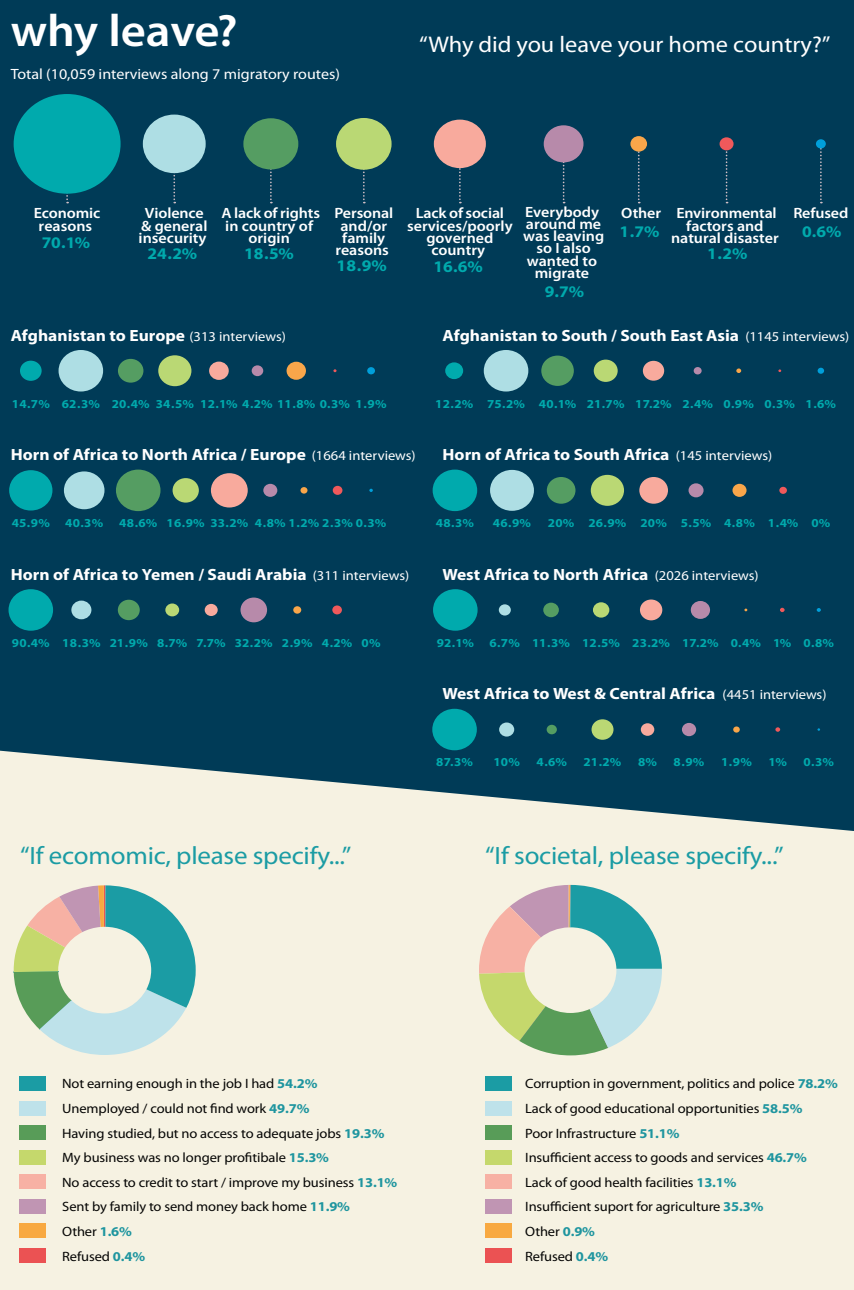 why leave?
“Why did you leave your home country?”
Total (10,059 interviews along 7 migratory routes)
Economic
reasons
70.1%
Violence
& general
insecurity
24.2%
A lack of rights
in country of
origin
18.5%
Personal
and/or
family
reasons
18.9%
Lack of social
services/poorly
governed
country
16.6%
Everybody
around me
was leaving
so I also
wanted to
migrate
9.7%
Other
1.7%
Environmental
factors and
natural disaster
1.2%
Refused
0.6%
Afghanistan to Europe (313 interviews)
14.7% 62.3% 20.4% 34.5% 12.1% 4.2% 11.8% 0.3% 1.9%
Afghanistan to South / South East Asia (1145 interviews)
12.2% 75.2% 40.1% 21.7% 17.2% 2.4% 0.9% 0.3% 1.6%
Horn of Africa to North Africa / Europe (1664 interviews)
45.9% 40.3% 48.6% 16.9% 33.2% 4.8% 1.2% 2.3% 0.3%
Horn of Africa to South Africa (145 interviews)
48.3% 46.9% 20% 26.9% 20% 5.5% 4.8% 1.4% 0%
Horn of Africa to Yemen / Saudi Arabia (311 interviews)
90.4% 18.3% 21.9% 8.7% 7.7% 32.2% 2.9% 4.2% 0%
West Africa to North Africa (2026 interviews)
92.1% 6.7% 11.3% 12.5% 23.2% 17.2% 0.4% 1% 0.8%
West Africa to West & Central Africa (4451 interviews)
87.3% 10% 4.6% 21.2% 8% 8.9% 1.9% 1% 0.3%
“If ecomomic, please specify...”
Not earning enough in the job I had 54.2%
Unemployed / could not find work 49.7%
Having studied, but no access to adequate jobs 19.3%
My business was no longer profitibale 15.3%
No access to credit to start / improve my business 13.1%
Sent by family to send money back home 11.9%
Other 1.6%
Refused 0.4%
“If societal, please specify...”
Corruption in government, politics and police 78.2%
Lack of good educational opportunities 58.5%
Poor Infrastructure 51.1%
Insufficient access to goods and services 46.7%
Lack of good health facilities 13.1%
Insufficient suport for agriculture 35.3%
Other 0.9%
Refused 0.4%